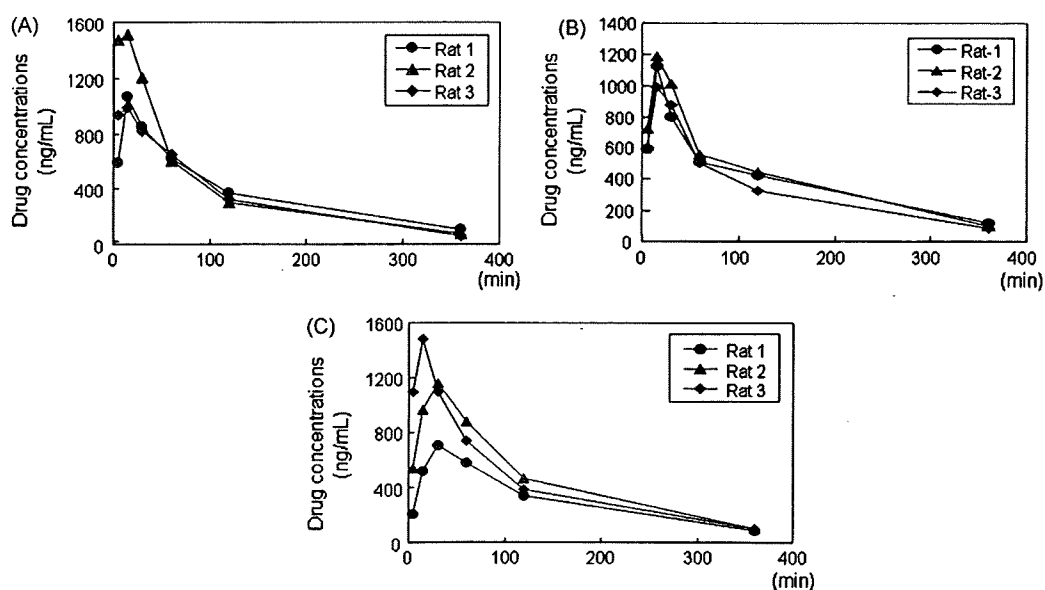 (A)
Drug concentrations
(ng/mL)
1600
1200
800
400
0
Rat 1
Rat 2
Rat 3
0
100
200
300
400
(min)
(B)
Drug concentrations
(ng/mL)
1400
1200
1000
800
600
400
200
0
Rat-1
Rat-2
Rat-3
0
100
200
300
400
(min)
(C)
Drug concentrations
(ng/mL)
1600
1200
800
400
0
Rat 1
Rat 2
Rat 3
0
100
200
300
400
(min)